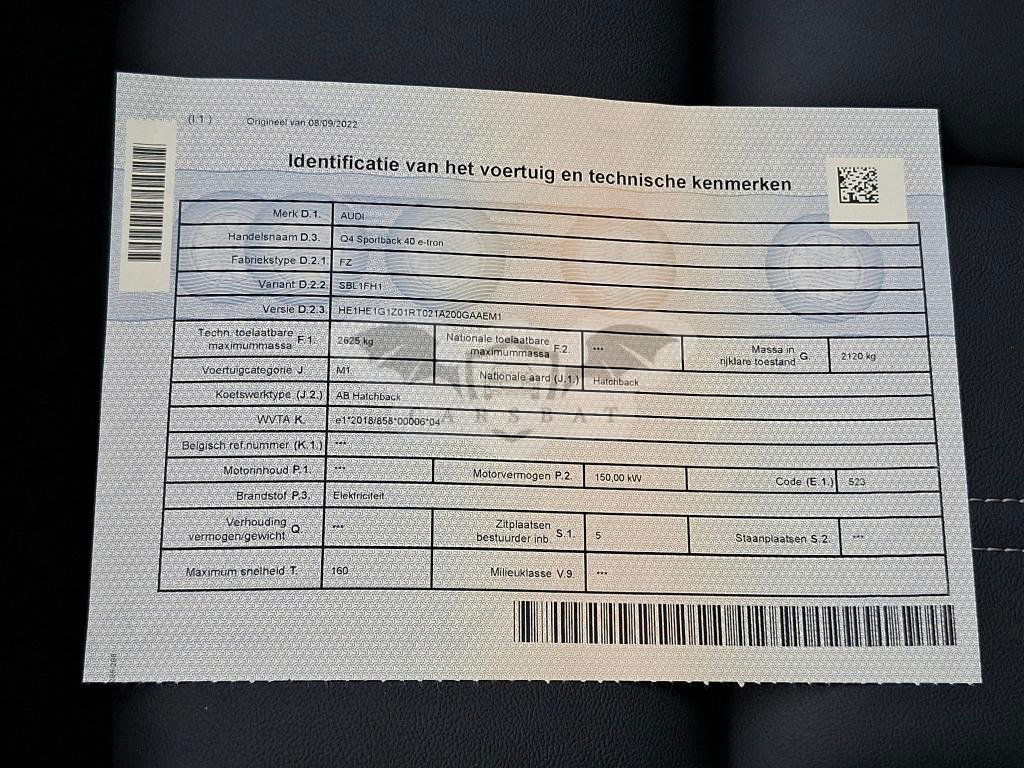 (I.1.) Origineel van 08/09/2022
Identificatie van het voertuig en technische kenmerken
Merk D.1. AUDI
Handelsnaam D.3. Q4 Sportback 40 e-tron
Fabriekstype D.2.1. FZ
Variant D.2.2. SBL1FH1
Versie D.2.3. HE1HE1G1Z01RT021A200GAAEM1
Techn. toelaatbare maximummassa F.1. 2625 kg Nationale toelaatbare maximummassa F.2. --- Massa in rijklare toestand G. 2120 kg
Voertuigcategorie J. M1 Nationale aard (J.1.) Hatchback
Koetswerktype (J.2.) AB Hatchback
CARSBAT
WVTA K. e1*2018/858*00006*04
Belgisch ref.nummer (K.1.) ---
Motorinhoud P.1. --- Motorvermogen P.2. 150,00 kW Code (E.1.) 523
Brandstof P.3. Elektriciteit
Verhouding vermogen/gewicht Q --- Zitplaatsen bestuurder inb. S.1. 5 Staanplaatsen S.2. ---
Maximum snelheid T. 160 Milieuklasse V.9. ---